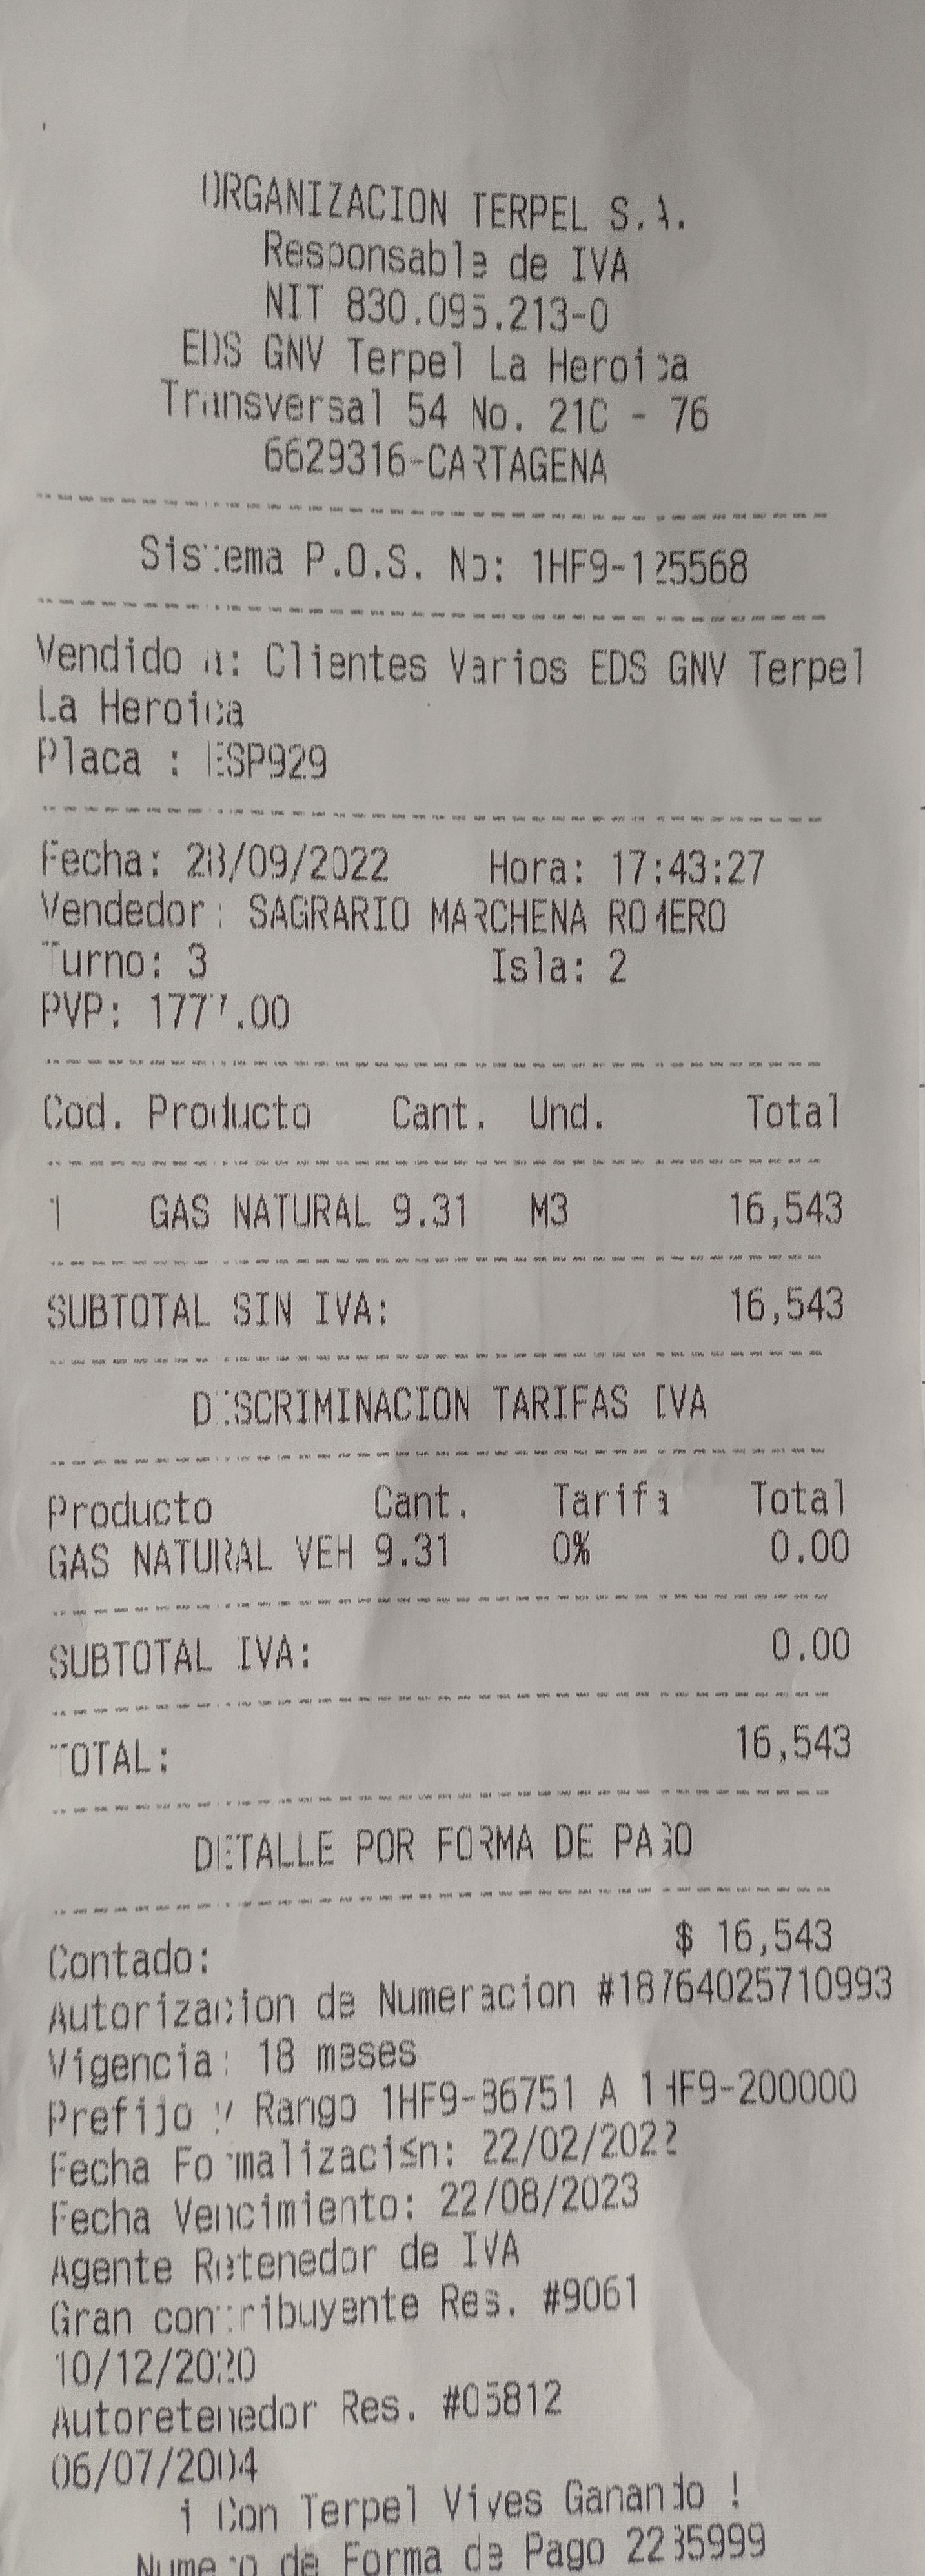 ORGANIZACION TERPEL S.A.
Responsable de IVA
NIT 830.095.213-0
EDS GNV Terpel La Heroica
Transversal 54 No. 21C - 76
6629316-CARTAGENA
Sistema P.O.S. No: 1HF9-125568
Vendido a: Clientes Varios EDS GNV Terpel
La Heroica
Placa : ESP929
Fecha: 28/09/2022 Hora: 17:43:27
Vendedor: SAGRARIO MARCHENA ROMERO
Turno: 3 Isla: 2
PVP: 1777.00
Cod. Producto Cant. Und. Total
1 GAS NATURAL 9.31 M3 16,543
SUBTOTAL SIN IVA: 16,543
DISCRIMINACION TARIFAS IVA
Producto Cant. Tarifa Total
GAS NATURAL VEH 9.31 0% 0.00
SUBTOTAL IVA: 0.00
TOTAL: 16,543
DETALLE POR FORMA DE PAGO
Contado: $ 16,543
Autorizacion de Numeracion #18764025710993
Vigencia: 18 meses
Prefijo y Rango 1HF9-86751 A 1HF9-200000
Fecha Formalizaci≤n: 22/02/2022
Fecha Vencimiento: 22/08/2023
Agente Retenedor de IVA
Gran contribuyente Res. #9061
10/12/2020
Autoretenedor Res. #05812
06/07/2004
¡ Con Terpel Vives Ganando !
Numero de Forma de Pago 2285999